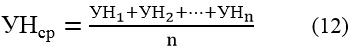 УН_ср = (УН_1+УН_2+⋯+УН_n)/n (12)